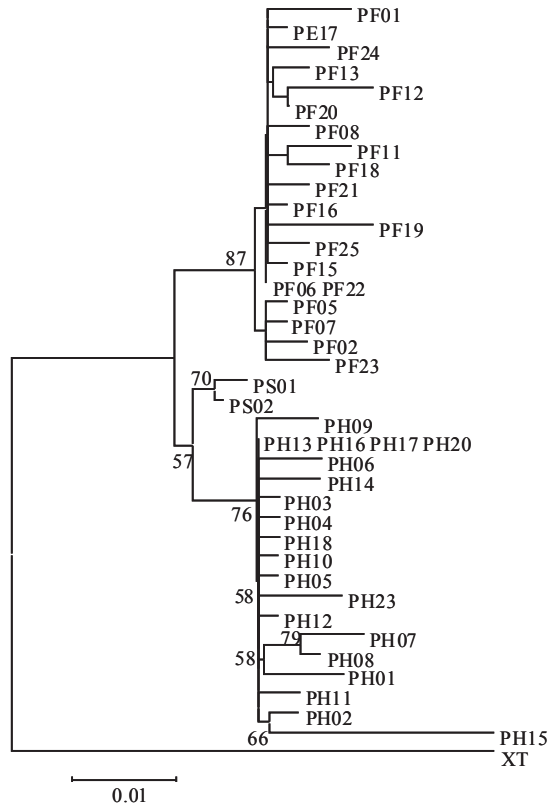 PF01
PE17
PF24
PF13
PF12
PF20
PF08
PF11
PF18
PF21
PF16
PF19
PF25
87
PF15
PF06 PF22
PF05
PF07
PF02
PF23
70
PS01
PS02
PH09
PH13 PH16 PH17 PH20
57
PH06
PH14
PH03
76
PH04
PH18
PH10
PH05
58
PH23
PH12
79
PH07
58
PH08
PH01
PH11
PH02
66
PH15
XT
0.01